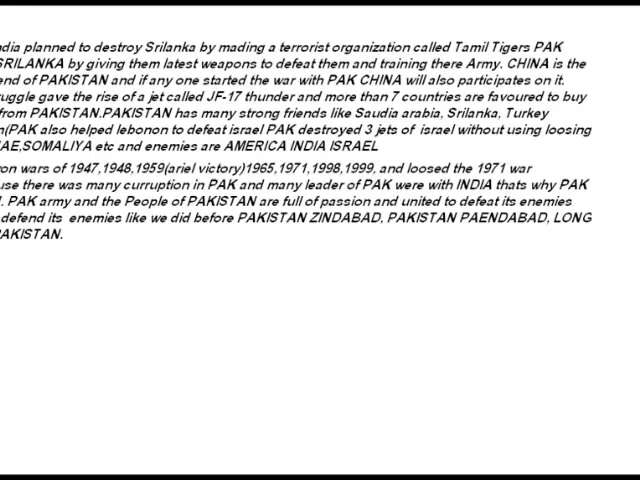 ndia planned to destroy Srilanka by mading a terrorist organization called Tamil Tigers PAK
SRILANKA by giving them latest weapons to defeat them and training there Army. CHINA is the
end of PAKISTAN and if any one started the war with PAK CHINA will also participates on it.
uggle gave the rise of a jet called JF-17 thunder and more than 7 countries are favoured to buy
from PAKISTAN.PAKISTAN has many strong friends like Saudia arabia, Srilanka, Turkey
n(PAK also helped lebonon to defeat israel PAK destroyed 3 jets of israel without using loosing
AE,SOMALIYA etc and enemies are AMERICA INDIA ISRAEL
on wars of 1947,1948,1959(ariel victory)1965,1971,1998,1999, and loosed the 1971 war
use there was many curruption in PAK and many leader of PAK were with INDIA thats why PAK
. PAK army and the People of PAKISTAN are full of passion and united to defeat its enemies
defend its enemies like we did before PAKISTAN ZINDABAD, PAKISTAN PAENDABAD, LONG
PAKISTAN.